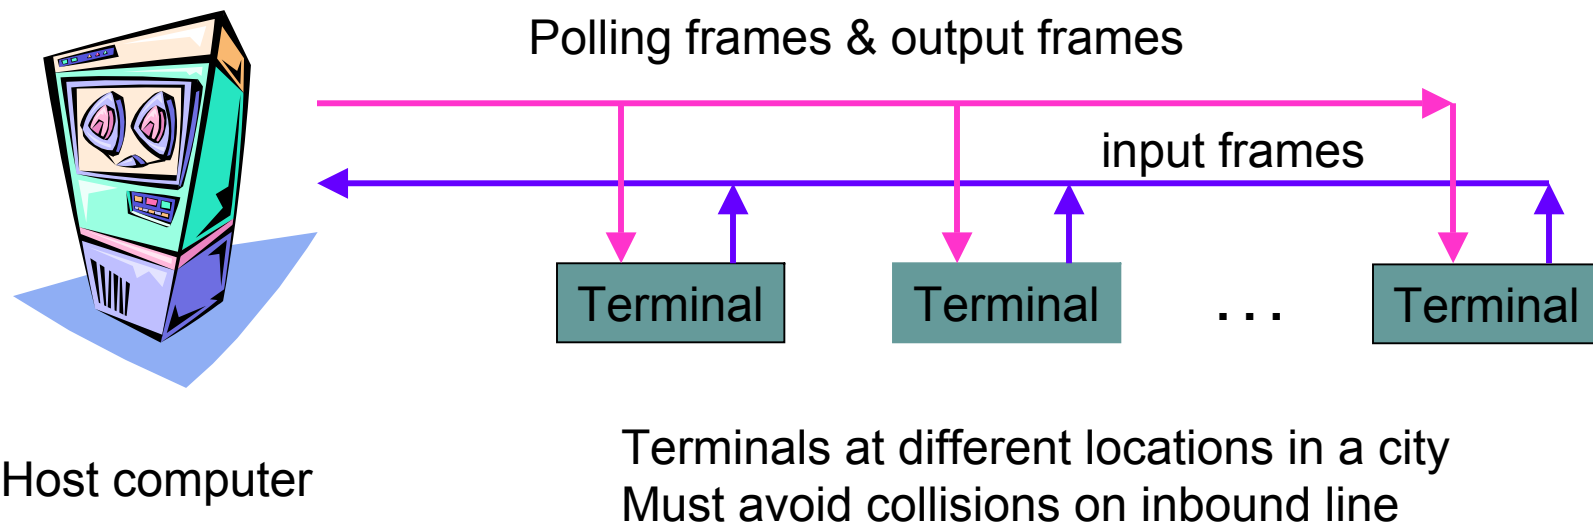 Polling frames & output frames
input frames
Terminal
Terminal
. . .
Terminal
Host computer
Terminals at different locations in a city
Must avoid collisions on inbound line